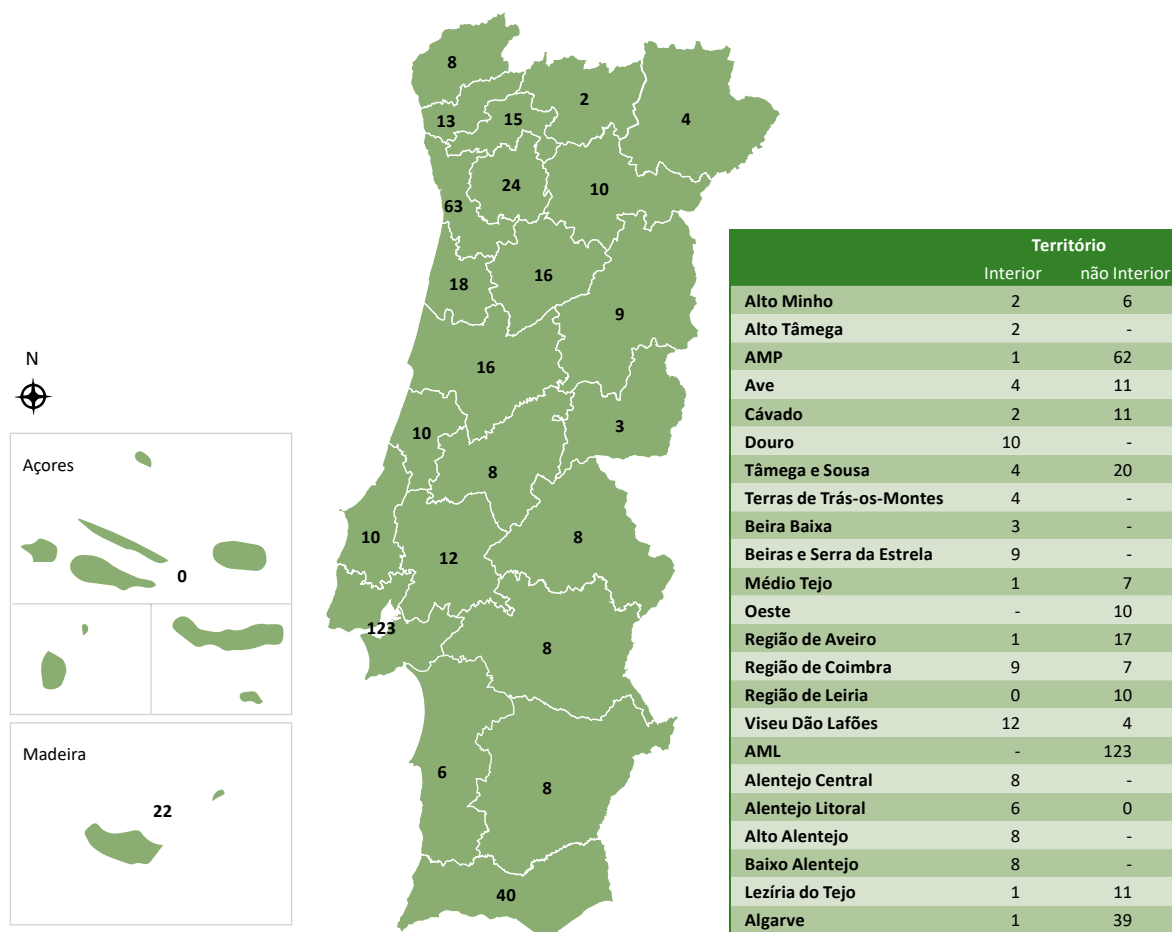 8
2
4
13
15
24
10
63
16
18
9
16
3
10
8
10
12
8
123
8
6
8
40
N
Açores
0
Madeira
22
Território
Interior não Interior
Alto Minho 2 6
Alto Tâmega 2 -
AMP 1 62
Ave 4 11
Cávado 2 11
Douro 10 -
Tâmega e Sousa 4 20
Terras de Trás-os-Montes 4 -
Beira Baixa 3 -
Beiras e Serra da Estrela 9 -
Médio Tejo 1 7
Oeste - 10
Região de Aveiro 1 17
Região de Coimbra 9 7
Região de Leiria 0 10
Viseu Dão Lafões 12 4
AML - 123
Alentejo Central 8 -
Alentejo Litoral 6 0
Alto Alentejo 8 -
Baixo Alentejo 8 -
Lezíria do Tejo 1 11
Algarve 1 39